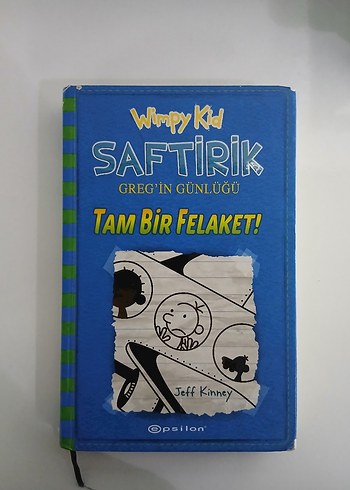 Wimpy Kid
SAFTİRİK
GREG'İN GÜNLÜĞÜ
TAM BİR FELAKET!
Jeff Kinney
epsilon